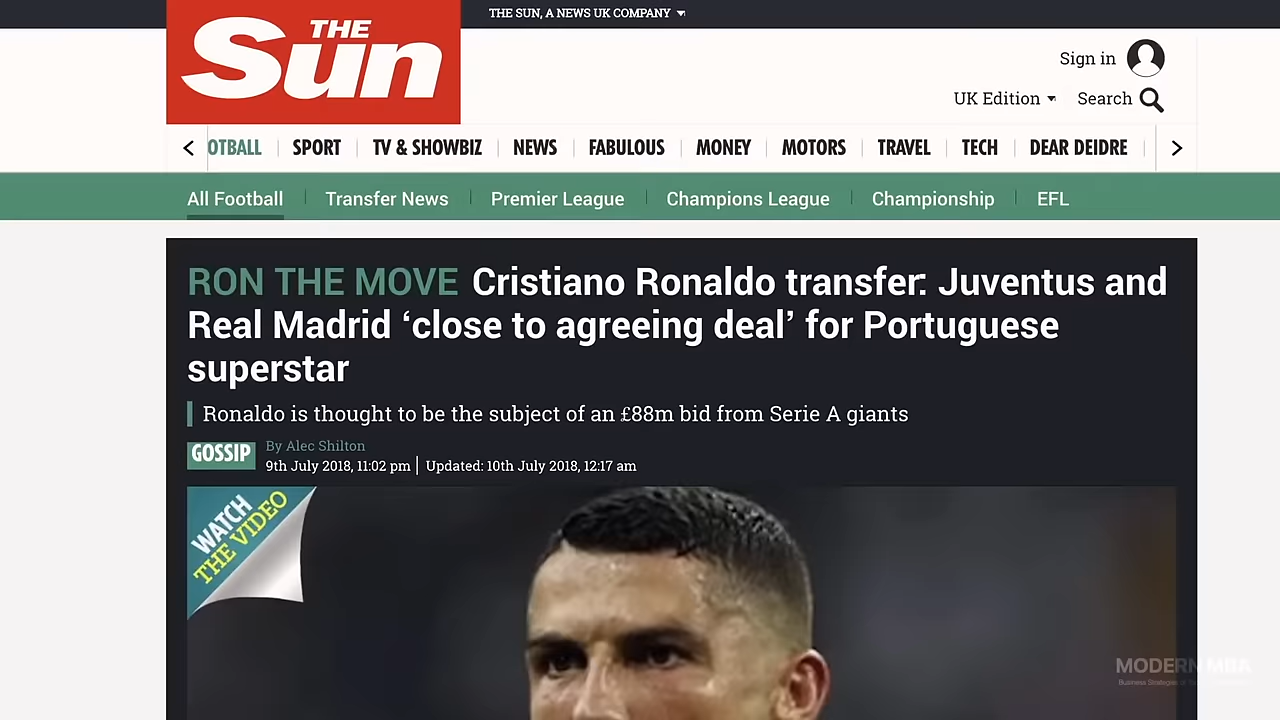 THE SUN, A NEWS UK COMPANY
THE
Sun
Sign in
UK Edition
Search
OTBALL
SPORT
TV & SHOWBIZ
NEWS
FABULOUS
MONEY
MOTORS
TRAVEL
TECH
DEAR DEIDRE
All Football
Transfer News
Premier League
Champions League
Championship
EFL
RON THE MOVE Cristiano Ronaldo transfer: Juventus and
Real Madrid ‘close to agreeing deal’ for Portuguese
superstar
Ronaldo is thought to be the subject of an £88m bid from Serie A giants
GOSSIP
By Alec Shilton
9th July 2018, 11:02 pm | Updated: 10th July 2018, 12:17 am
WATCH
THE VIDEO
MODERN MBA
Business Strategies